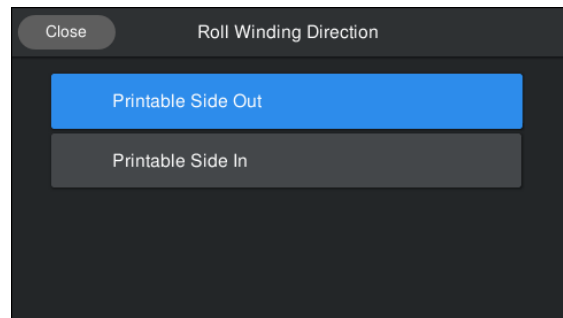 Close
Roll Winding Direction
Printable Side Out
Printable Side In